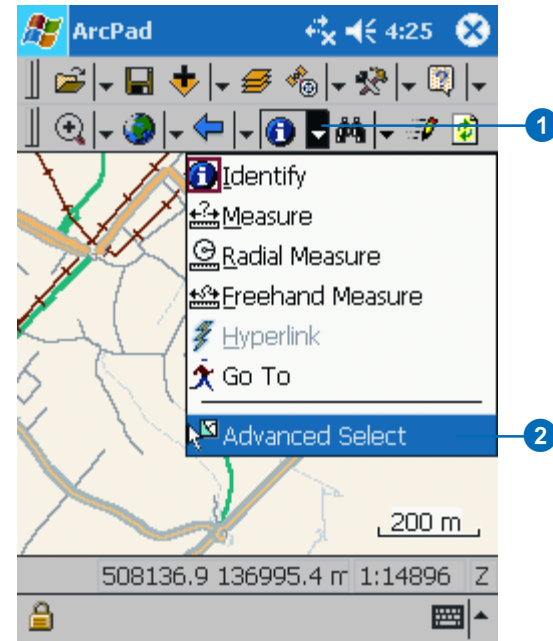 ArcPad 4:25
1
Identify
Measure
Radial Measure
Freehand Measure
Hyperlink
Go To
Advanced Select
2
200 m
508136.9 136995.4 m 1:14896 Z